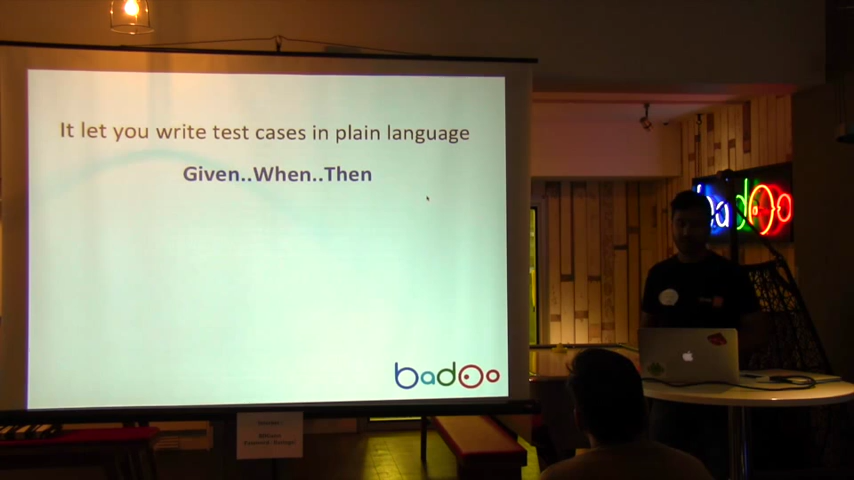 It let you write test cases in plain language
Given..When..Then
badoo
badoo